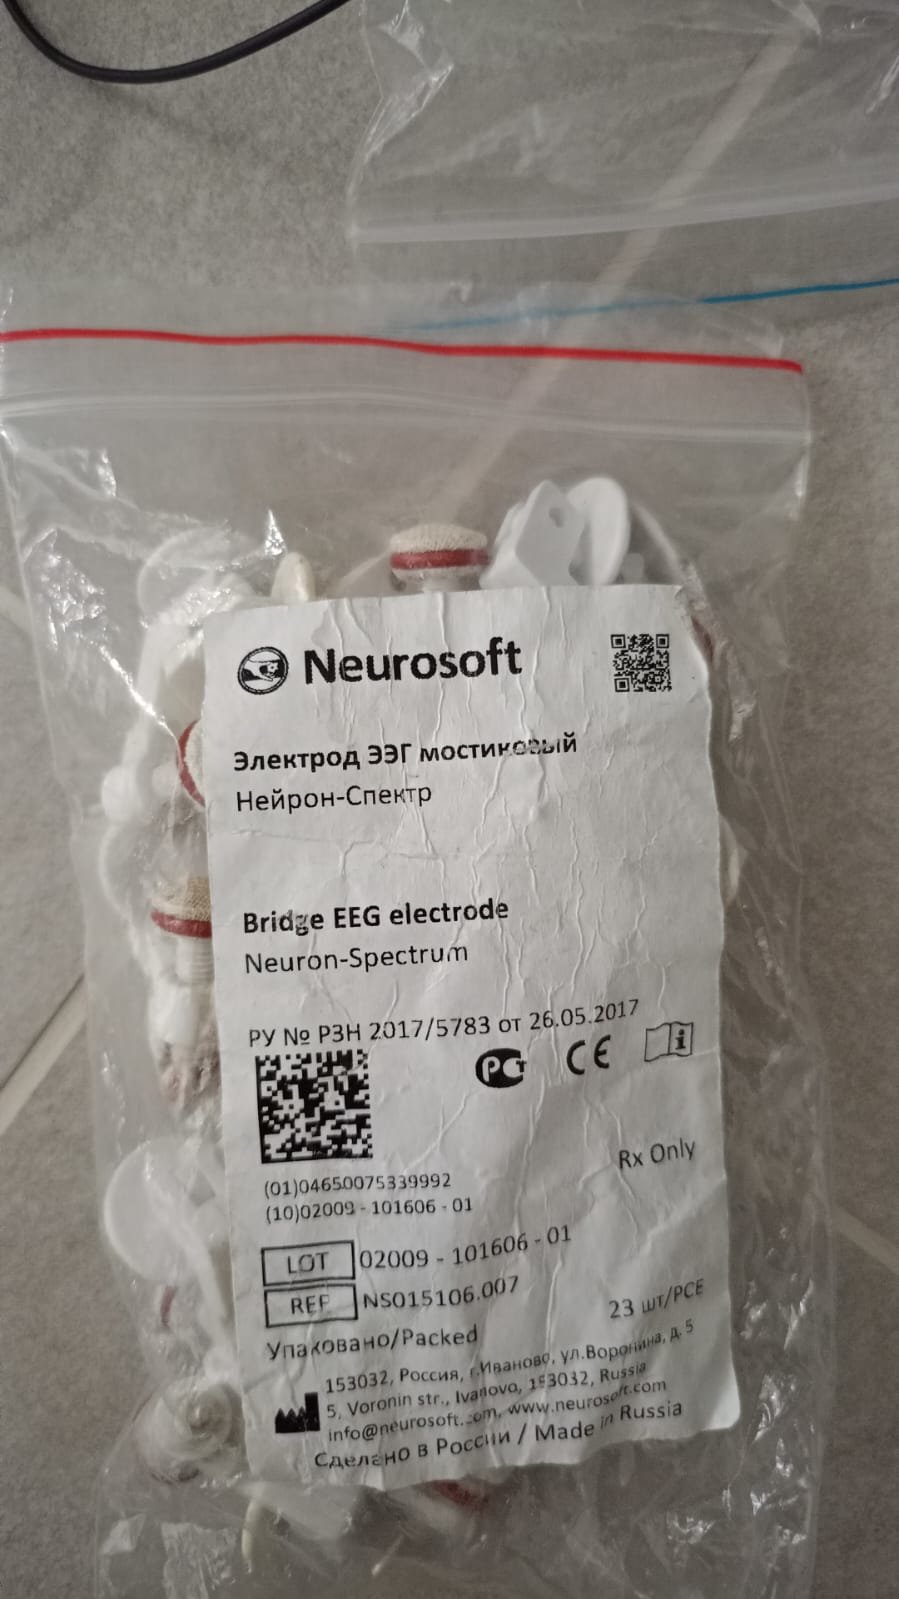 Neurosoft
Электрод ЭЭГ мостиковый
Нейрон-Спектр
Bridge EEG electrode
Neuron-Spectrum
РУ № РЗН 2017/5783 от 26.05.2017
РСТ CE i
Rx Only
(01)04650075339992
(10)02009 - 101606 - 01
LOT 02009 - 101606 - 01
REF NS015106.007
23 шт/PCE
Упаковано/Packed
153032, Россия, г.Иваново, ул.Воронина, д. 5
5, Voronin str., Ivanovo, 153032, Russia
info@neurosoft.com, www.neurosoft.com
Сделано в России / Made in Russia